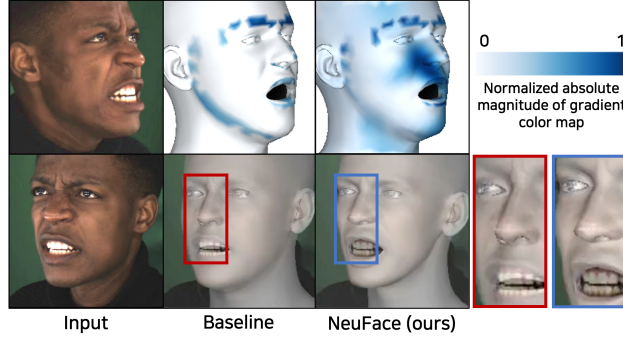 0 1
Normalized absolute
magnitude of gradient
color map
Input Baseline NeuFace (ours)